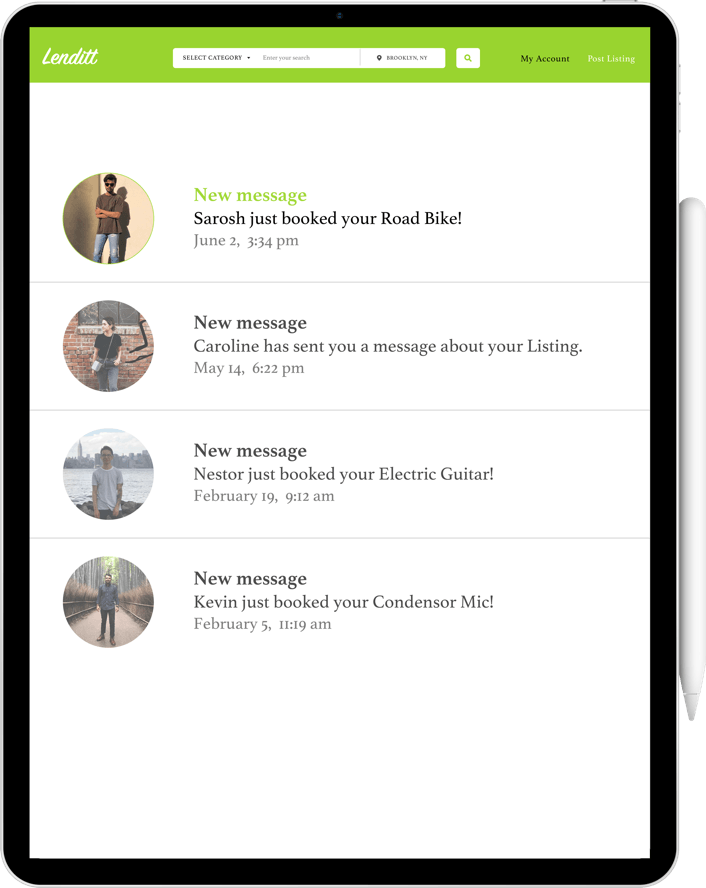 Lenditt
SELECT CATEGORY Enter your search BROOKLYN, NY My Account Post Listing
New message
Sarosh just booked your Road Bike!
June 2, 3:34 pm
New message
Caroline has sent you a message about your Listing.
May 14, 6:22 pm
New message
Nestor just booked your Electric Guitar!
February 19, 9:12 am
New message
Kevin just booked your Condensor Mic!
February 5, 11:19 am